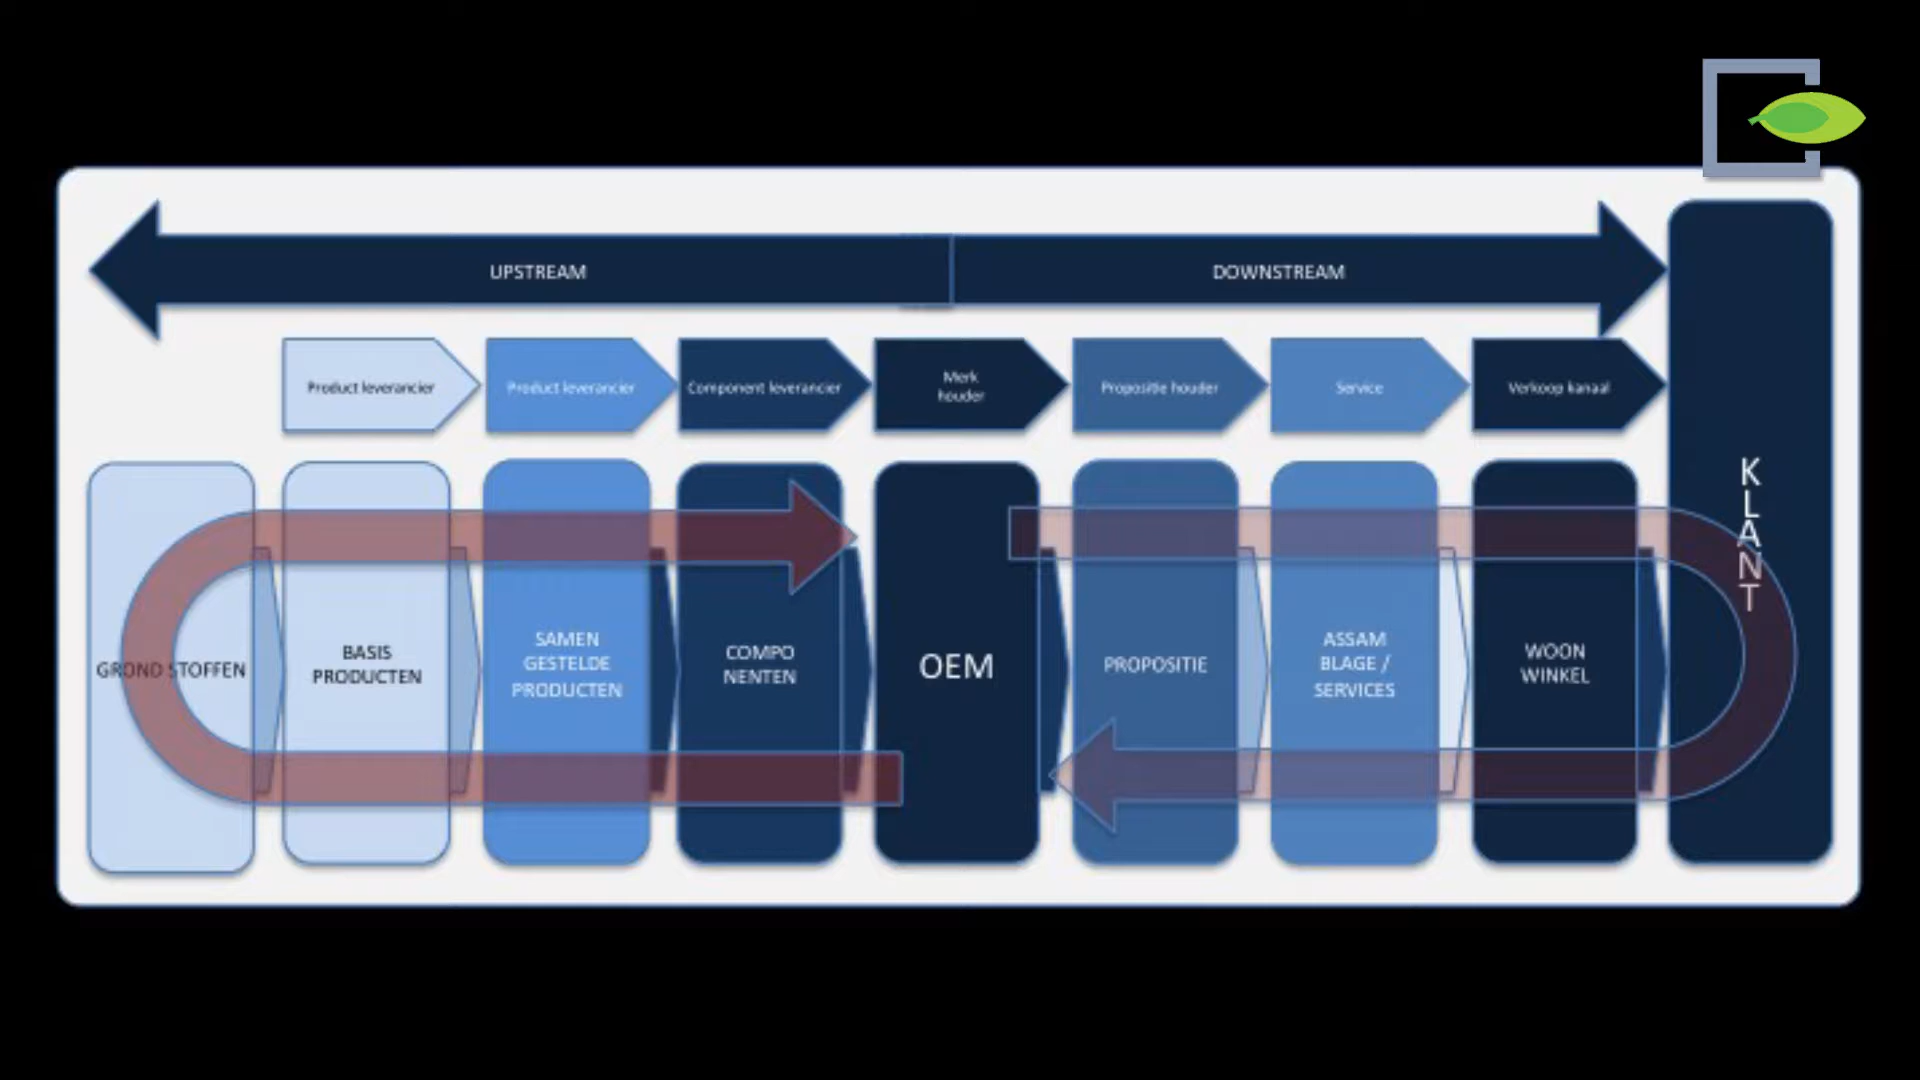 UPSTREAM
DOWNSTREAM
Product leverancier
Product leverancier
Component leverancier
Merk
houder
Propositie houder
Service
Verkoop kanaal
K
L
A
N
T
GROND STOFFEN
BASIS
PRODUCTEN
SAMEN
GESTELDE
PRODUCTEN
COMPO
NENTEN
OEM
PROPOSITIE
ASSAM
BLAGE /
SERVICES
WOON
WINKEL